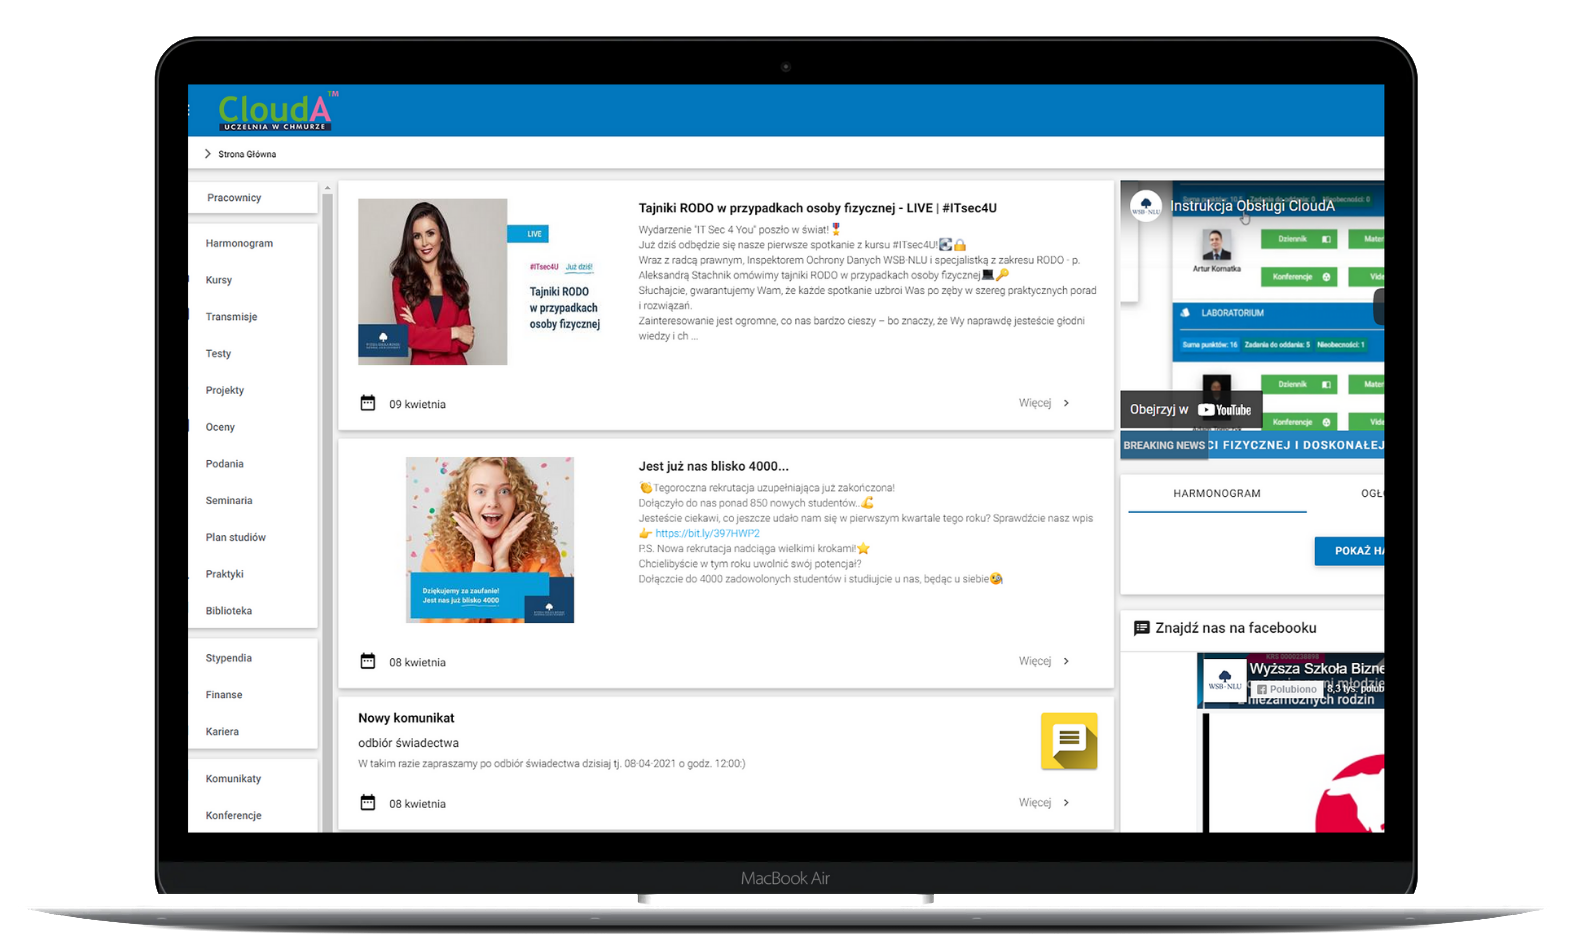 CloudA™
UCZELNIA W CHMURZE
Strona Główna
Pracownicy
Harmonogram
Kursy
Transmisje
Testy
Projekty
Oceny
Podania
Seminaria
Plan studiów
Praktyki
Biblioteka
Stypendia
Finanse
Kariera
Komunikaty
Konferencje
LIVE
#ITsec4U Już dziś!
Tajniki RODO
w przypadkach
osoby fizycznej
Tajniki RODO w przypadkach osoby fizycznej - LIVE | #ITsec4U
Wydarzenie "IT Sec 4 You" poszło w świat!🎖️
Już dziś odbędzie się nasze pierwsze spotkanie z kursu #ITsec4U!
Wraz z radcą prawnym, Inspektorem Ochrony Danych WSB-NLU i specjalistką z zakresu RODO - p.
Aleksandrą Stachnik omówimy tajniki RODO w przypadkach osoby fizycznej
Słuchajcie, gwarantujemy Wam, że każde spotkanie uzbroi Was po zęby w szereg praktycznych porad
i rozwiązań.
Zainteresowanie jest ogromne, co nas bardzo cieszy – bo znaczy, że Wy naprawdę jesteście głodni
wiedzy i ich ...
09 kwietnia
Więcej
Dziękujemy za zaufanie!
Jest nas już blisko 4000
Jest już nas blisko 4000...
👏Tegoroczna rekrutacja uzupełniająca już zakończona!
Dołączyło do nas ponad 850 nowych studentów...💪
Jesteście ciekawi, co jeszcze udało nam się w pierwszym kwartale tego roku? Sprawdźcie nasz wpis
👉 https://bit.ly/397HWP2
P.S. Nowa rekrutacja nadciąga wielkimi krokami!⭐
Chcielibyście w tym roku uwolnić swój potencjał?
Dołączcie do 4000 zadowolonych studentów i studiujcie u nas, będąc u siebie
08 kwietnia
Więcej
Nowy komunikat
odbiór świadectwa
W takim razie zapraszamy po odbiór świadectwa dzisiaj tj. 08-04-2021 o godz. 12:00:)
08 kwietnia
Więcej
WSB-NLU
Instrukcja Obsługi CloudA
Dziennik
Mater
Artur Kornatka
Konferencje
Vide
LABORATORIUM
Suma punktów: 16 Zadania do oddania: 5 Nieobecności: 1
Dziennik
Mater
Konferencje
Vide
Obejrzyj w YouTube
BREAKING NEWS CI FIZYCZNEJ I DOSKONAŁEJ
HARMONOGRAM
OGŁO
POKAŻ HA
Znajdź nas na facebooku
WSB-NLU
Wyższa Szkoła Bizne
Polubiono 8,3 tys. polub
niezamożnych rodzin
MacBook Air